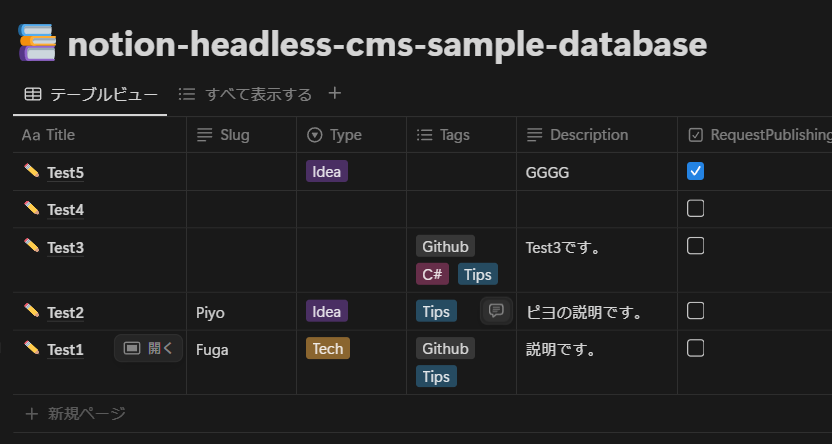 notion-headless-cms-sample-database
テーブルビュー すべて表示する +
Aa Title Slug Type Tags Description RequestPublishing
Test5 Idea GGGG
Test4
Test3 Github Test3です。
C# Tips
Test2 Piyo Idea Tips ピヨの説明です。
Test1 開く Fuga Tech Github 説明です。
Tips
+ 新規ページ